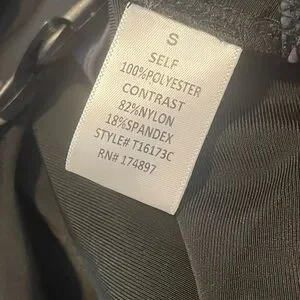 S
SELF
100%POLYESTER
CONTRAST
82%NYLON
18%SPANDEX
STYLE# T16173C
RN# 174897